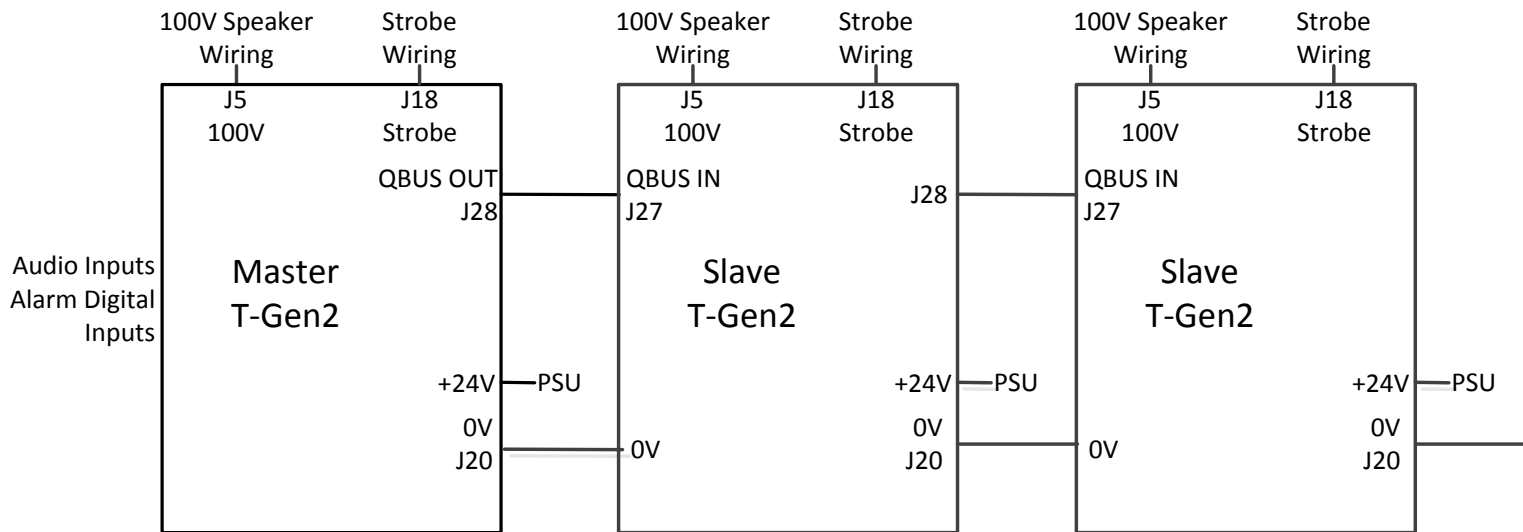 100V Speaker
Wiring
Strobe
Wiring
100V Speaker
Wiring
Strobe
Wiring
100V Speaker
Wiring
Strobe
Wiring
J5
100V
J18
Strobe
J5
100V
J18
Strobe
J5
100V
J18
Strobe
QBUS OUT
J28
QBUS IN
J27
J28
QBUS IN
J27
Audio Inputs
Alarm Digital
Inputs
Master
T-Gen2
Slave
T-Gen2
Slave
T-Gen2
+24V
PSU
+24V
PSU
+24V
PSU
0V
J20
0V
0V
J20
0V
0V
J20